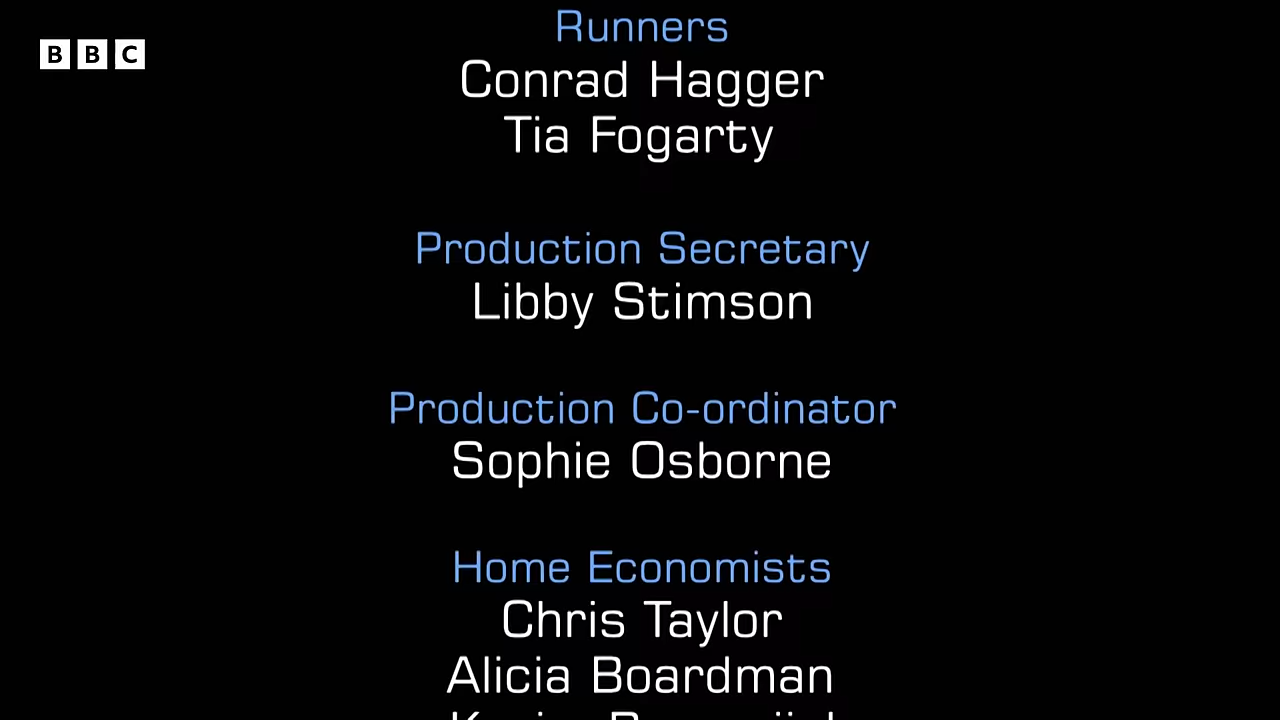 BBC
Runners
Conrad Hagger
Tia Fogarty
Production Secretary
Libby Stimson
Production Co-ordinator
Sophie Osborne
Home Economists
Chris Taylor
Alicia Boardman